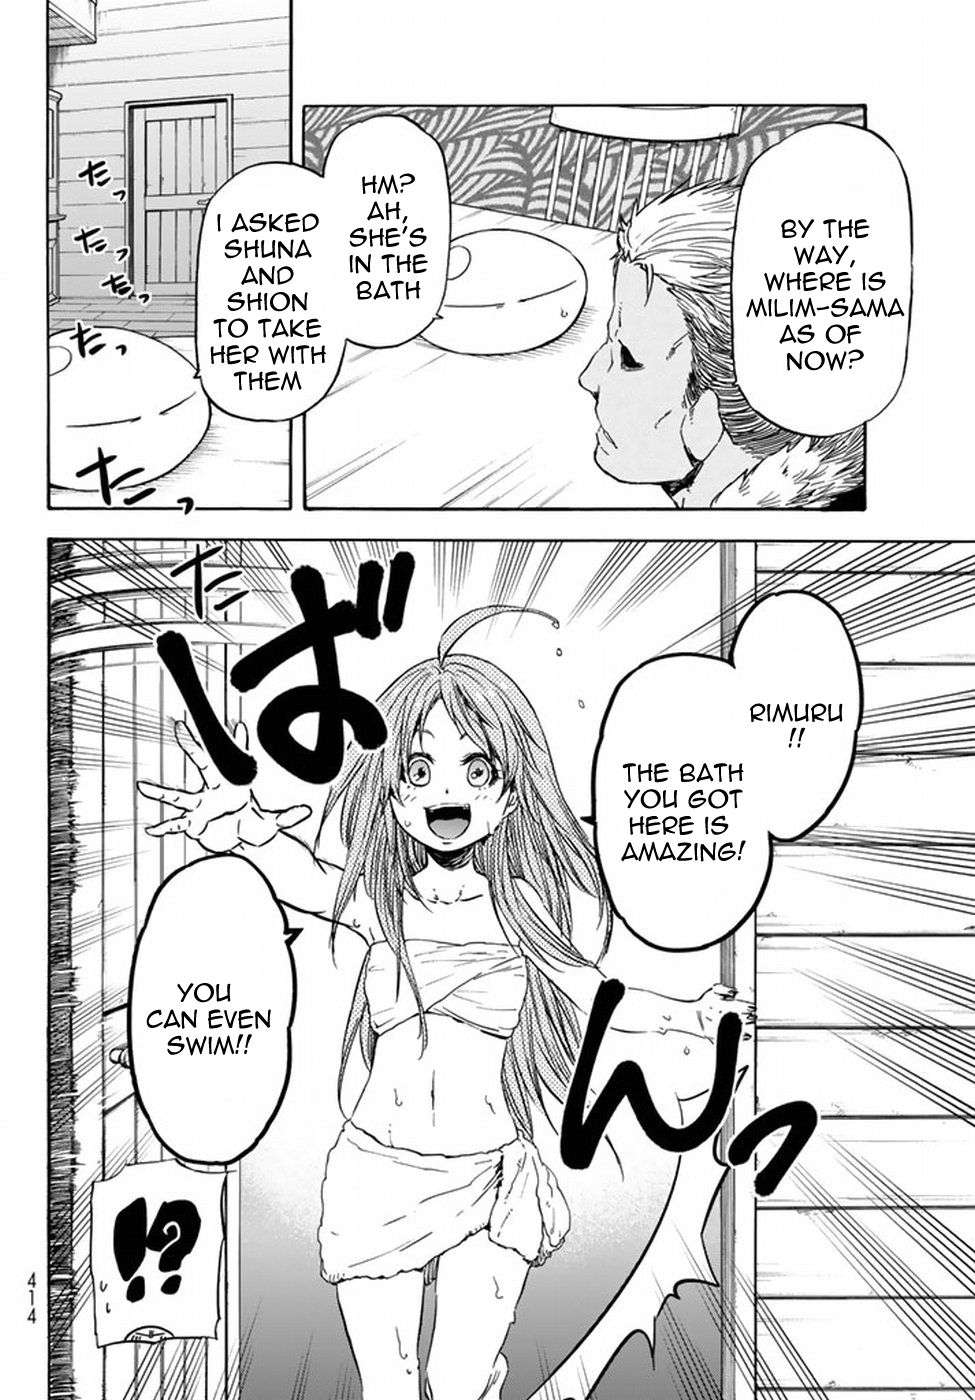 BY THE
WAY,
WHERE IS
MILIM-SAMA
AS OF
NOW?
HM?
AH,
SHE'S
IN THE
BATH
I ASKED
SHUNA
AND
SHION
TO TAKE
HER WITH
THEM
たっ
たっ
たっ
たっ
ばんっ
RIMURU
!!
THE BATH
YOU GOT
HERE IS
AMAZING!
YOU
CAN EVEN
SWIM!!
!?
414